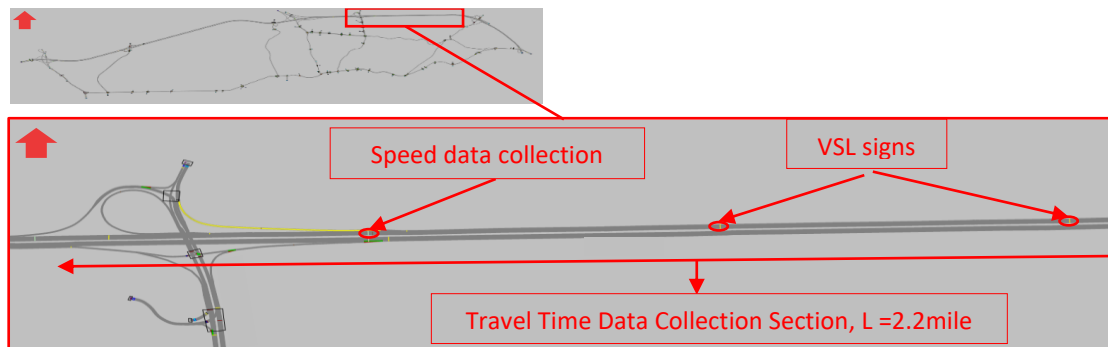 Speed data collection
VSL signs
Travel Time Data Collection Section, L =2.2mile